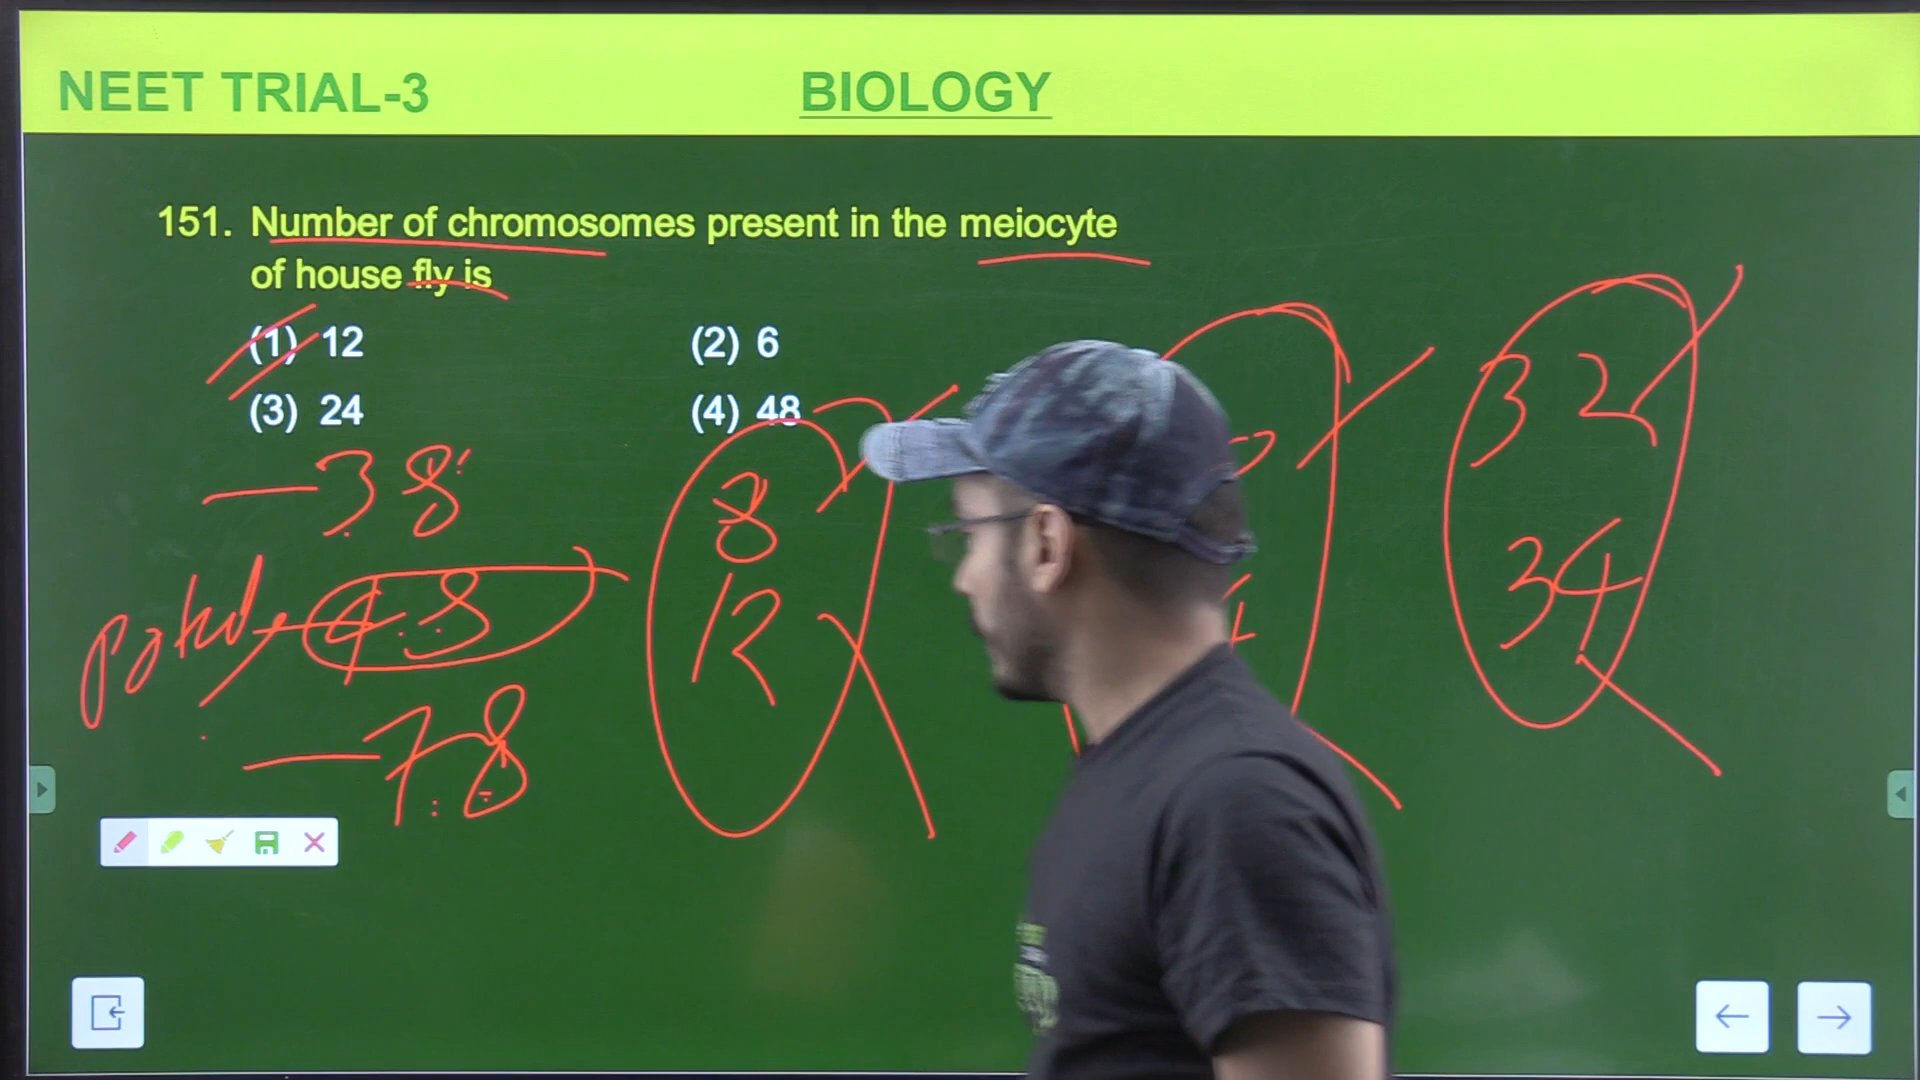 NEET TRIAL-3
BIOLOGY
151. Number of chromosomes present in the meiocyte
of house fly is
(1) 12
(2) 6
(3) 24
(4) 48
38
48
78
8
12
32
34